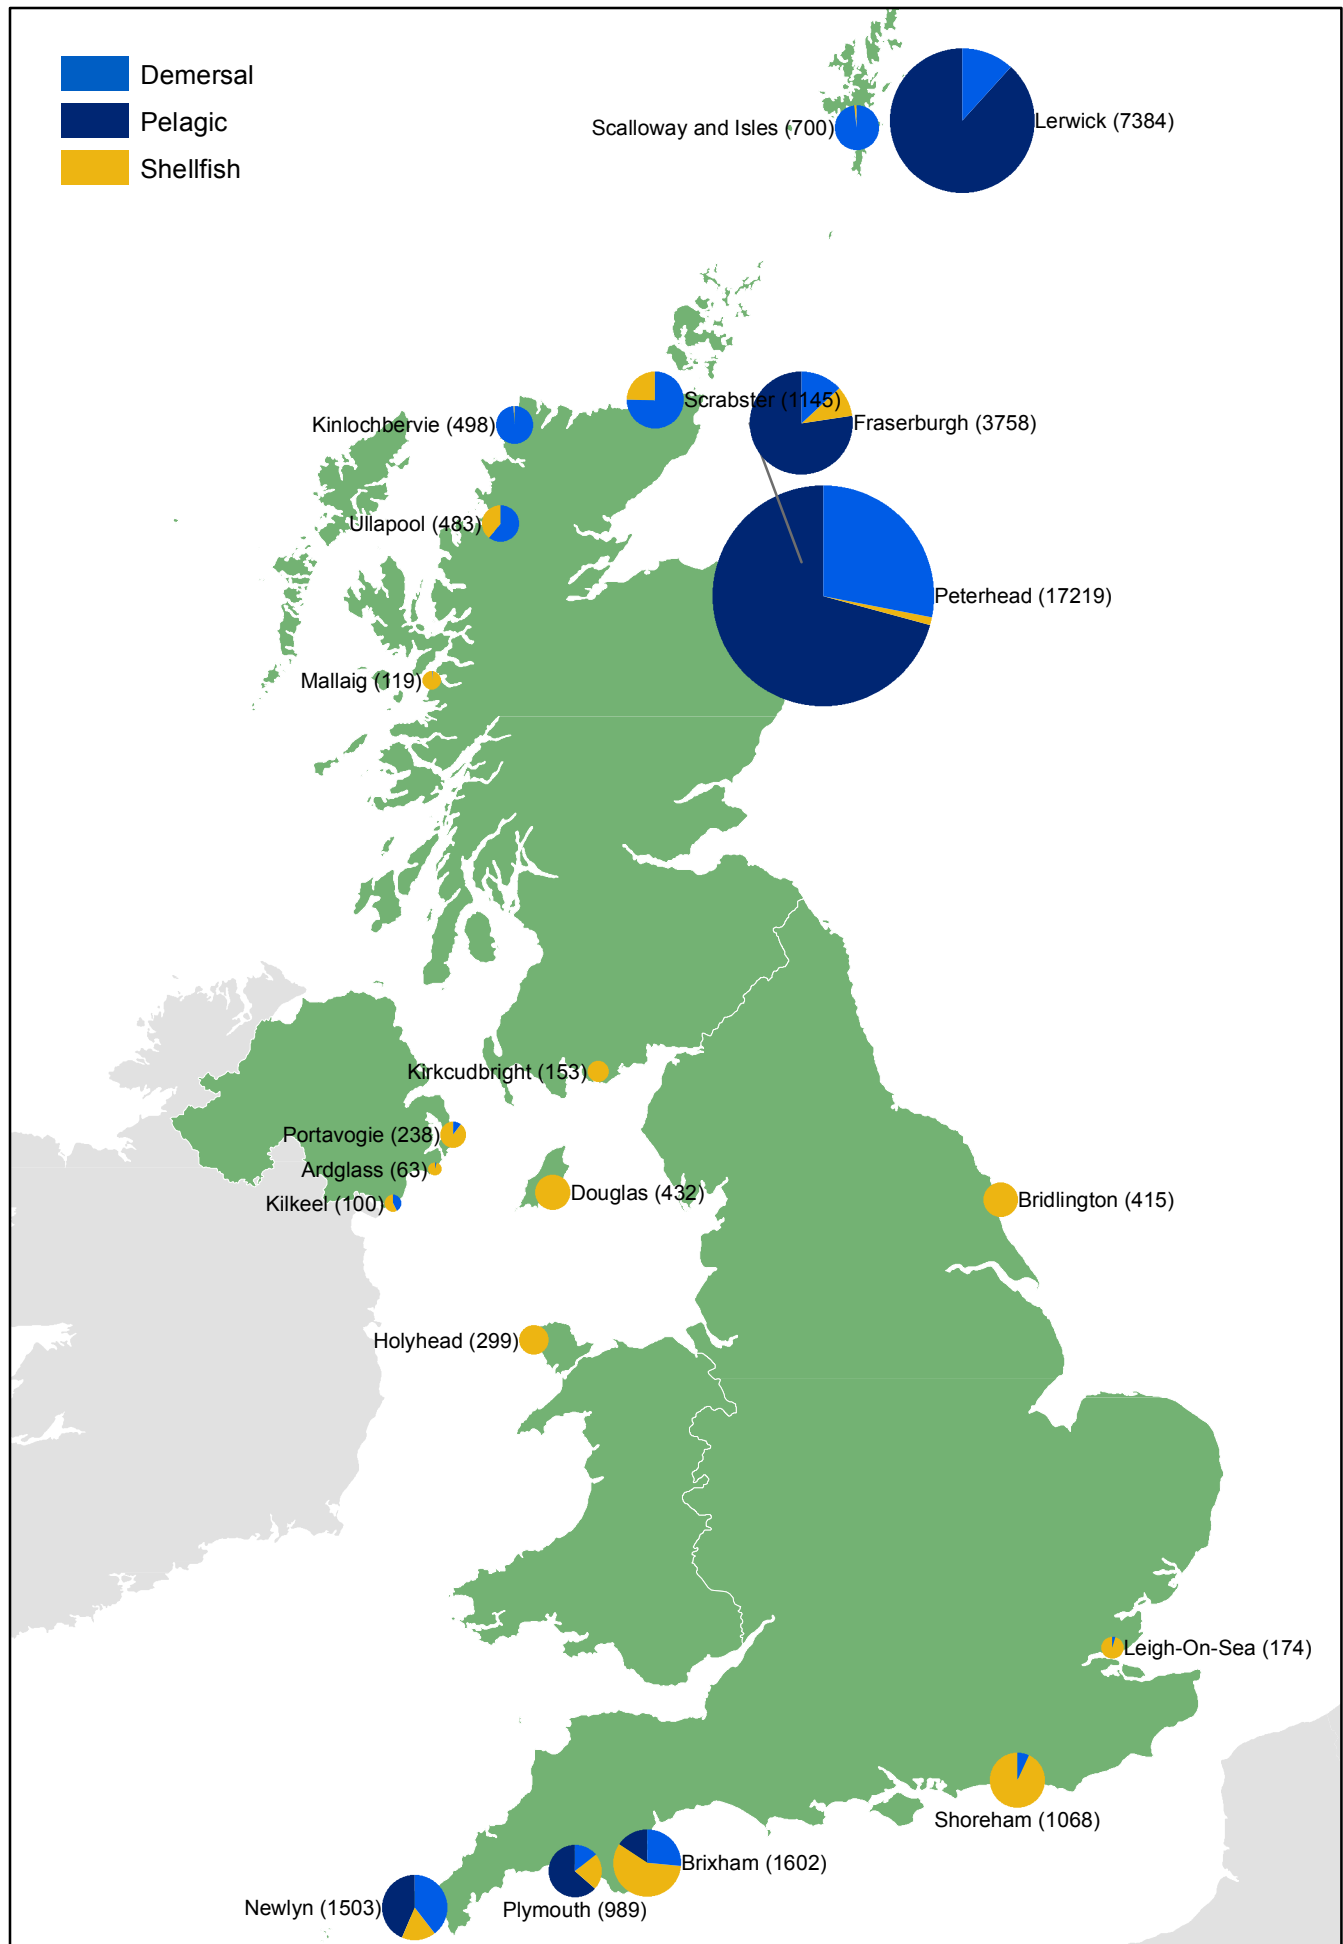 Demersal
Pelagic
Shellfish
Scalloway and Isles (700)
Lerwick (7384)
Scrabster (1145)
Kinlochbervie (498)
Fraserburgh (3758)
Ullapool (483)
Peterhead (17219)
Mallaig (119)
Kirkcudbright (153)
Portavogie (238)
Ardglass (63)
Douglas (432)
Bridlington (415)
Kilkeel (100)
Holyhead (299)
Leigh-On-Sea (174)
Shoreham (1068)
Brixham (1602)
Newlyn (1503)
Plymouth (989)